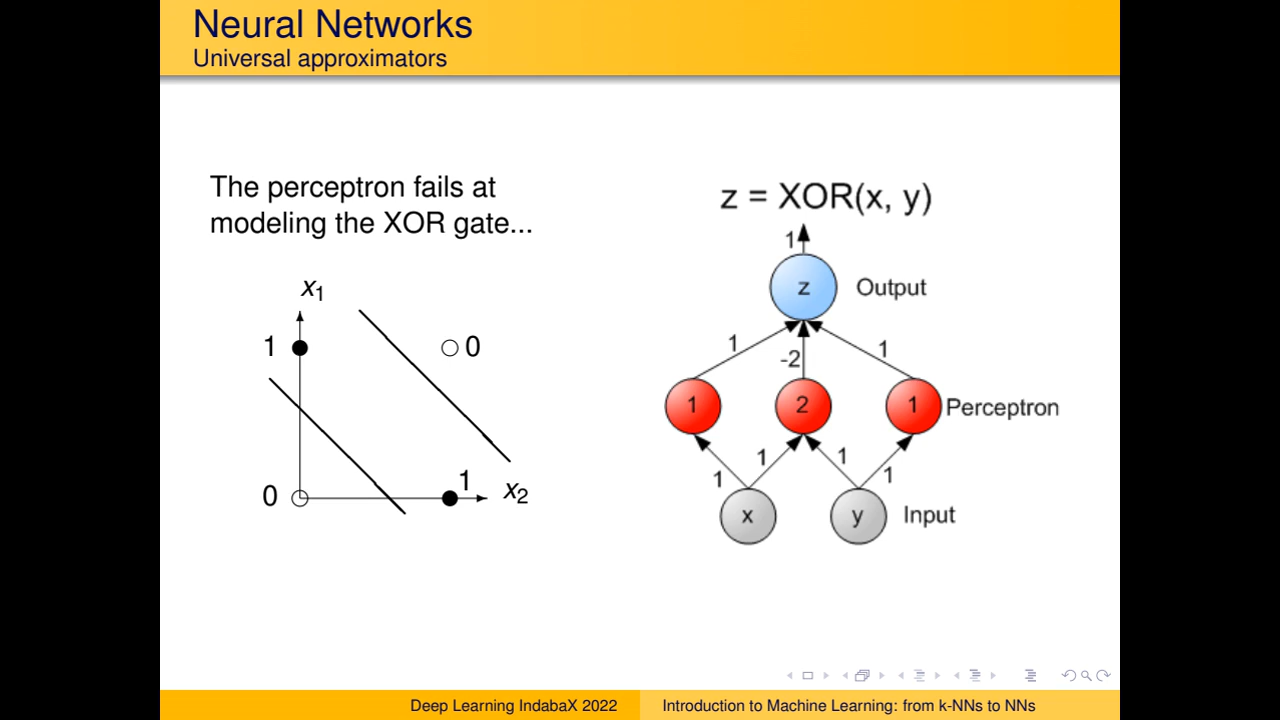 Neural Networks
Universal approximators
The perceptron fails at
modeling the XOR gate...
x1
1
0
0
1
x2
z = XOR(x, y)
1
z
Output
1
-2
1
1
2
1
Perceptron
1
1
1
1
x
y
Input
Deep Learning IndabaX 2022
Introduction to Machine Learning: from k-NNs to NNs